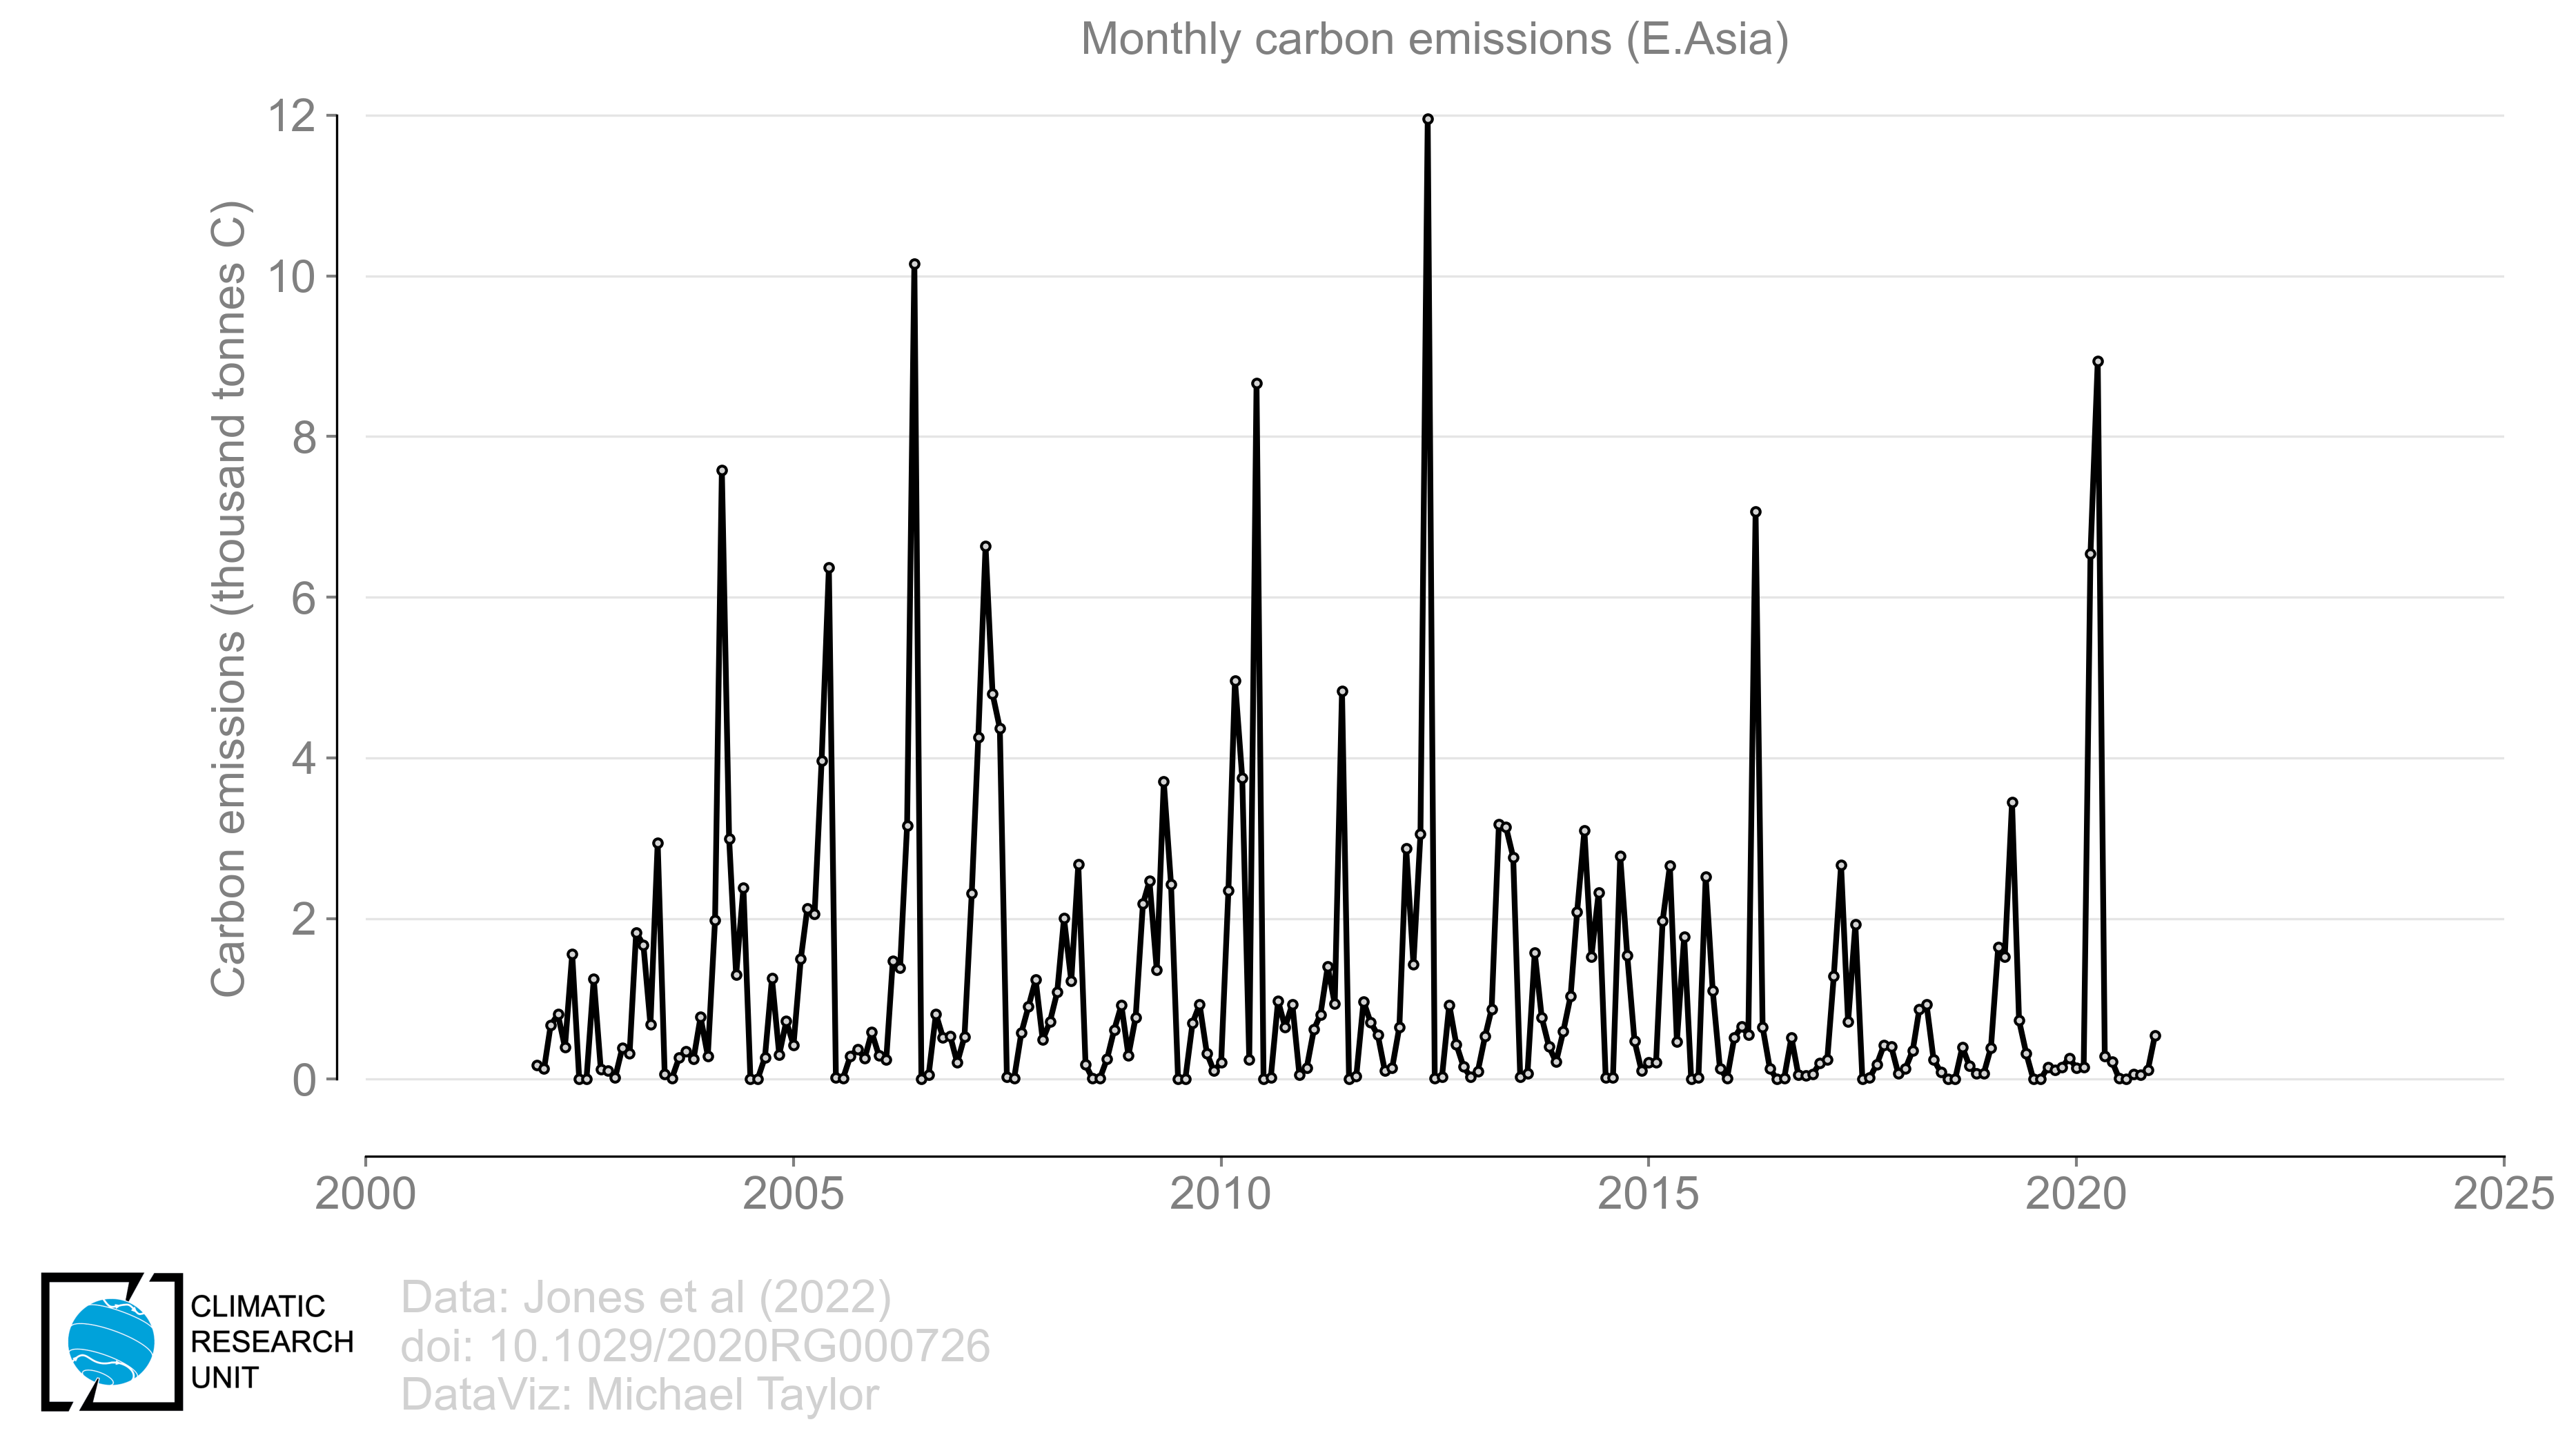 Monthly carbon emissions (E.Asia)
Carbon emissions (thousand tonnes C)
12
10
8
6
4
2
0
2000 2005 2010 2015 2020 2025
CLIMATIC
RESEARCH
UNIT
Data: Jones et al (2022)
doi: 10.1029/2020RG000726
DataViz: Michael Taylor